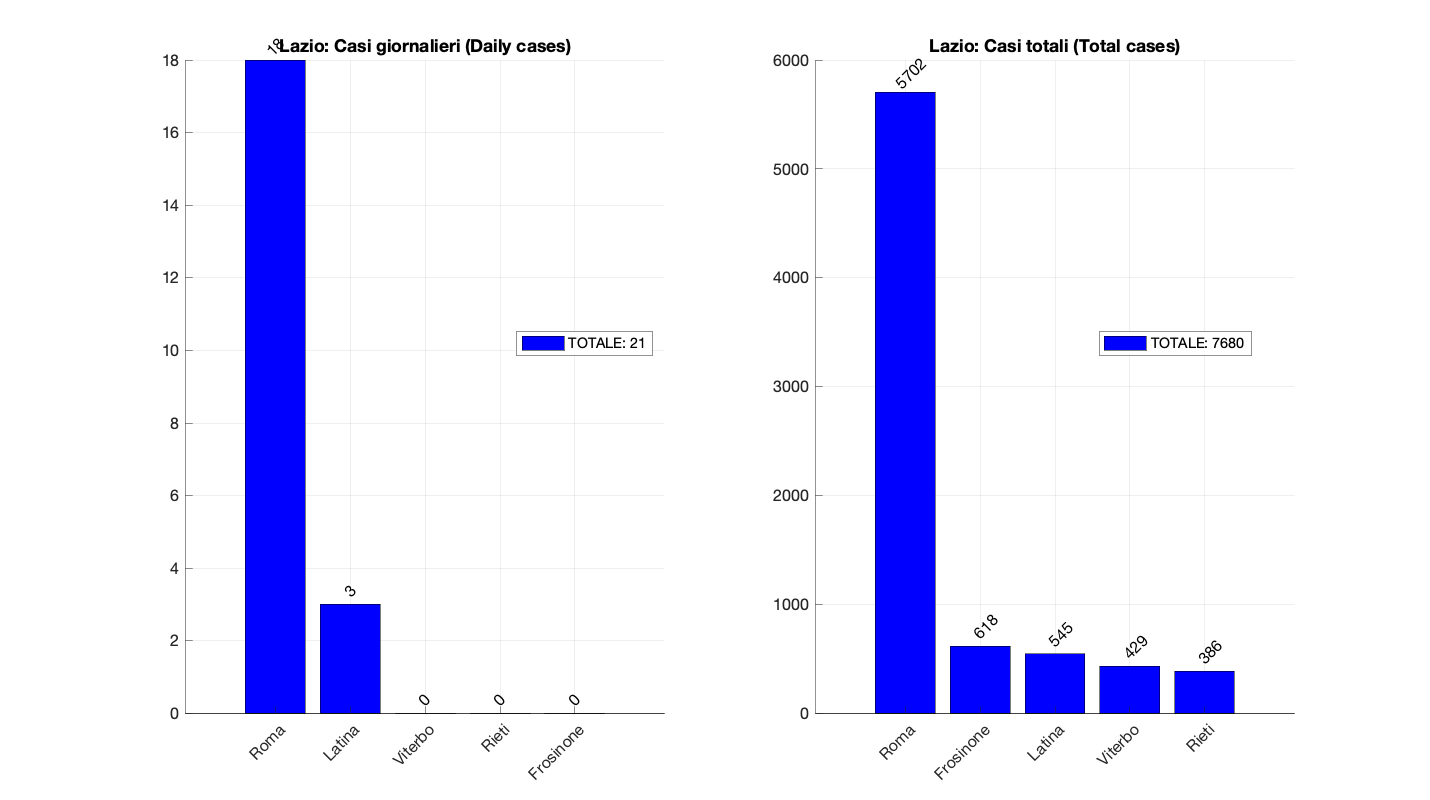 Lazio: Casi giornalieri (Daily cases)
18
18
16
14
12
10
8
6
4
2
0
3
0
0
0
TOTALE: 21
Roma
Latina
Viterbo
Rieti
Frosinone
Lazio: Casi totali (Total cases)
6000
5000
4000
3000
2000
1000
0
5702
618
545
429
386
TOTALE: 7680
Roma
Frosinone
Latina
Viterbo
Rieti